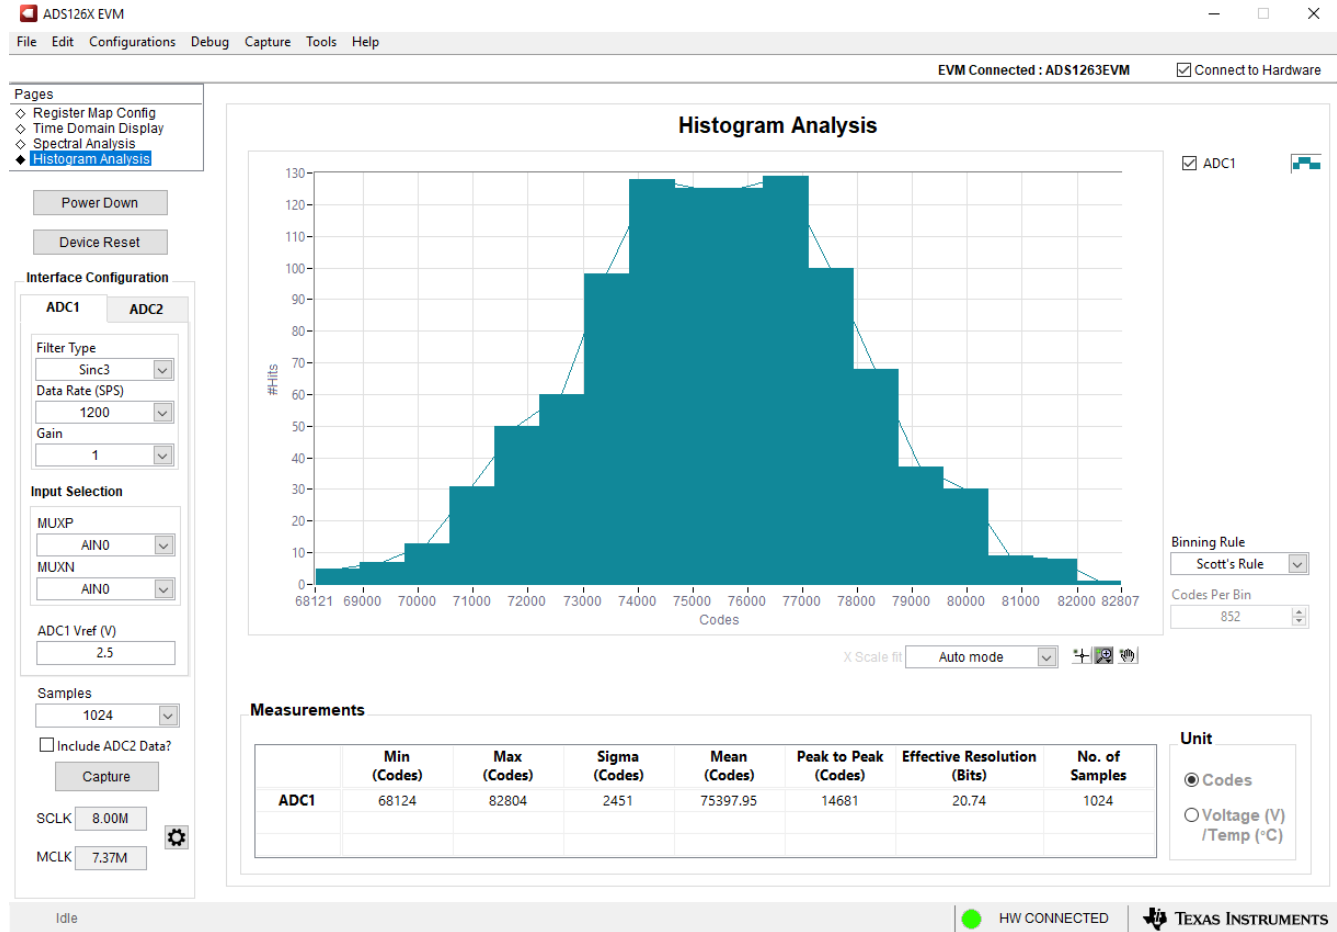 ADS126X EVM
File Edit Configurations Debug Capture Tools Help
EVM Connected : ADS1263EVM
Connect to Hardware
Pages
Register Map Config
Time Domain Display
Spectral Analysis
Histogram Analysis
Power Down
Device Reset
Interface Configuration
ADC1 ADC2
Filter Type
Sinc3
Data Rate (SPS)
1200
Gain
1
Input Selection
MUXP
AIN0
MUXN
AIN0
ADC1 Vref (V)
2.5
Samples
1024
Include ADC2 Data?
Capture
SCLK 8.00M
MCLK 7.37M
Histogram Analysis
ADC1
130
120
110
100
90
80
70
60
50
40
30
20
10
0
#Hits
68121 69000 70000 71000 72000 73000 74000 75000 76000 77000 78000 79000 80000 81000 82000 82807
Codes
Binning Rule
Scott's Rule
Codes Per Bin
852
X Scale fit Auto mode
Measurements
Min (Codes) Max (Codes) Sigma (Codes) Mean (Codes) Peak to Peak (Codes) Effective Resolution (Bits) No. of Samples
ADC1 68124 82804 2451 75397.95 14681 20.74 1024
Unit
Codes
Voltage (V)
/Temp (°C)
Idle
HW CONNECTED
TEXAS INSTRUMENTS